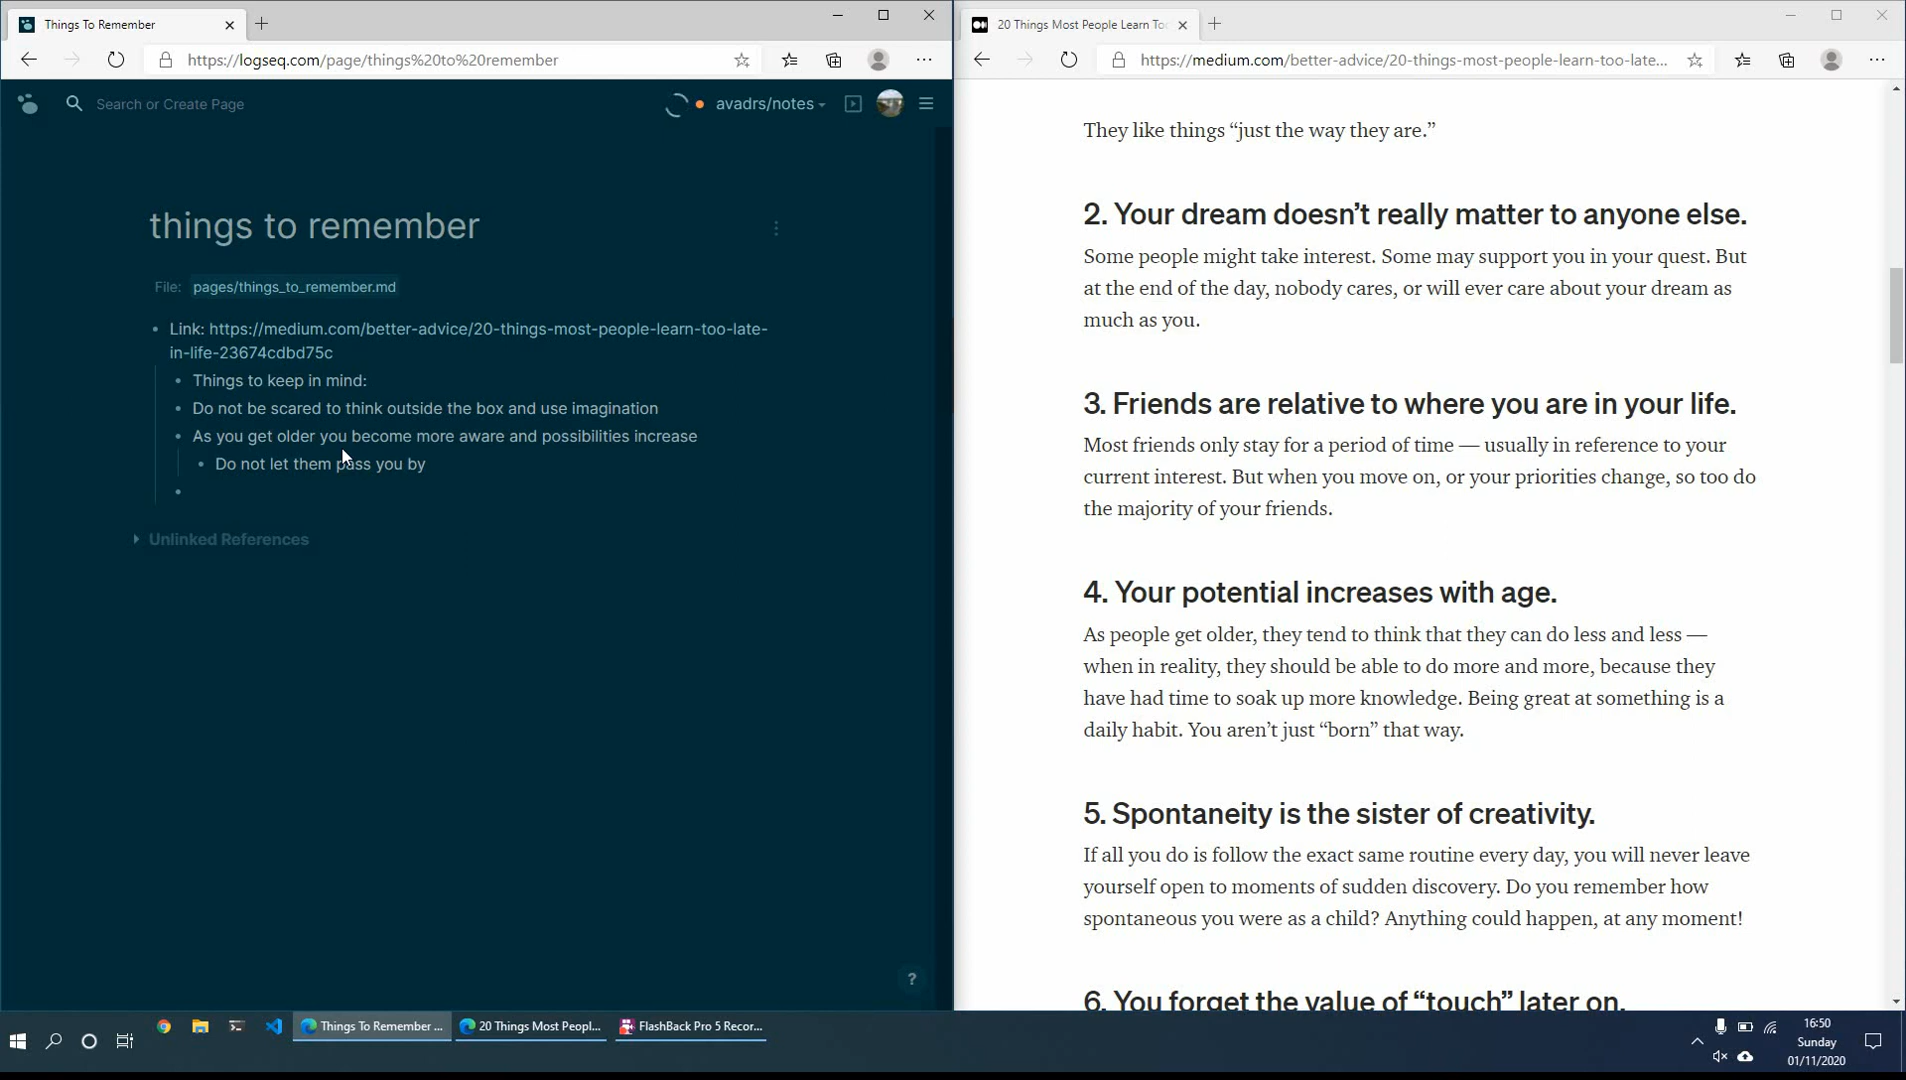 Things To Remember
https://logseq.com/page/things%20to%20remember
Search or Create Page
avadrs/notes
things to remember
File: pages/things_to_remember.md
Link: https://medium.com/better-advice/20-things-most-people-learn-too-late-
in-life-23674cdbd75c
Things to keep in mind:
Do not be scared to think outside the box and use imagination
As you get older you become more aware and possibilities increase
Do not let them pass you by
Unlinked References
?
20 Things Most People Learn Too
https://medium.com/better-advice/20-things-most-people-learn-too-late...
They like things “just the way they are.”
2. Your dream doesn’t really matter to anyone else.
Some people might take interest. Some may support you in your quest. But
at the end of the day, nobody cares, or will ever care about your dream as
much as you.
3. Friends are relative to where you are in your life.
Most friends only stay for a period of time — usually in reference to your
current interest. But when you move on, or your priorities change, so too do
the majority of your friends.
4. Your potential increases with age.
As people get older, they tend to think that they can do less and less —
when in reality, they should be able to do more and more, because they
have had time to soak up more knowledge. Being great at something is a
daily habit. You aren’t just “born” that way.
5. Spontaneity is the sister of creativity.
If all you do is follow the exact same routine every day, you will never leave
yourself open to moments of sudden discovery. Do you remember how
spontaneous you were as a child? Anything could happen, at any moment!
6. You forget the value of “touch” later on.
Things To Remember ...
20 Things Most Peopl...
FlashBack Pro 5 Recor...
16:50
Sunday
01/11/2020